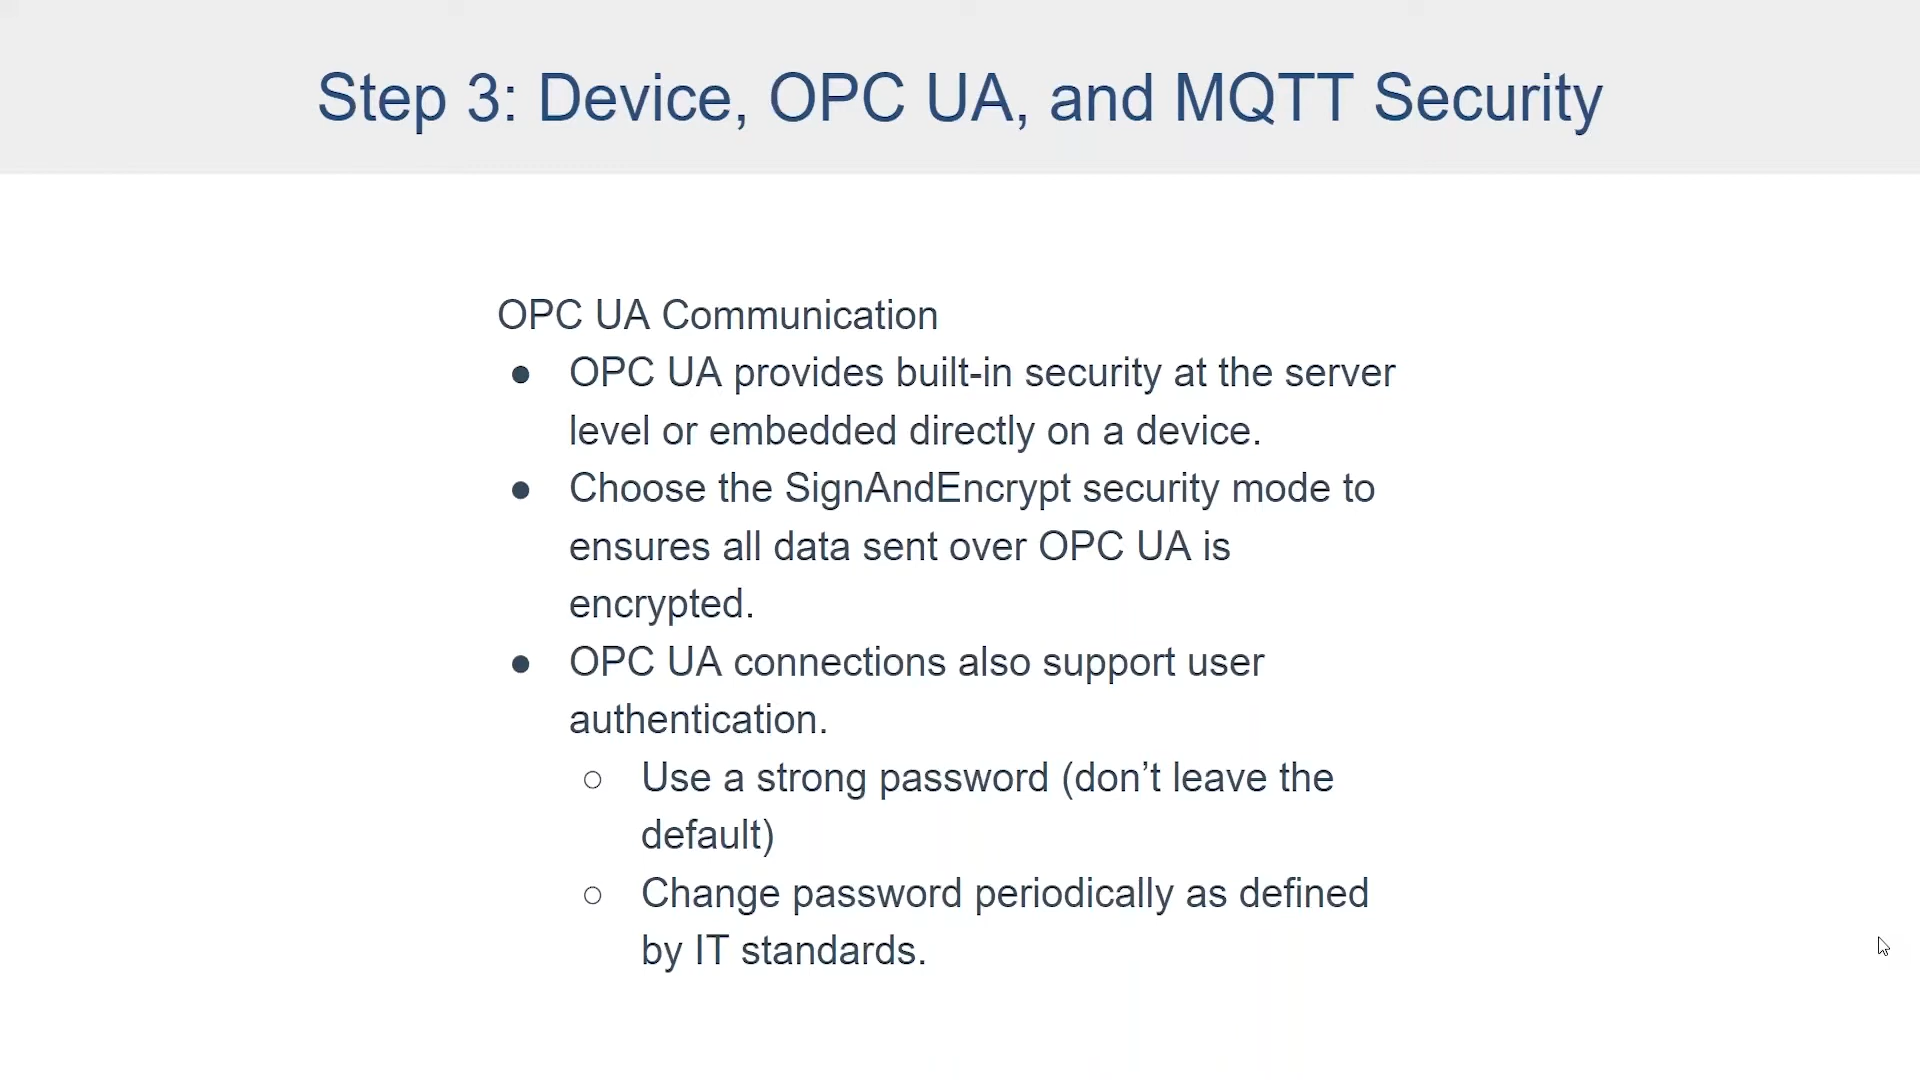 Step 3: Device, OPC UA, and MQTT Security
OPC UA Communication
● OPC UA provides built-in security at the server
level or embedded directly on a device.
● Choose the SignAndEncrypt security mode to
ensures all data sent over OPC UA is
encrypted.
● OPC UA connections also support user
authentication.
○ Use a strong password (don’t leave the
default)
○ Change password periodically as defined
by IT standards.